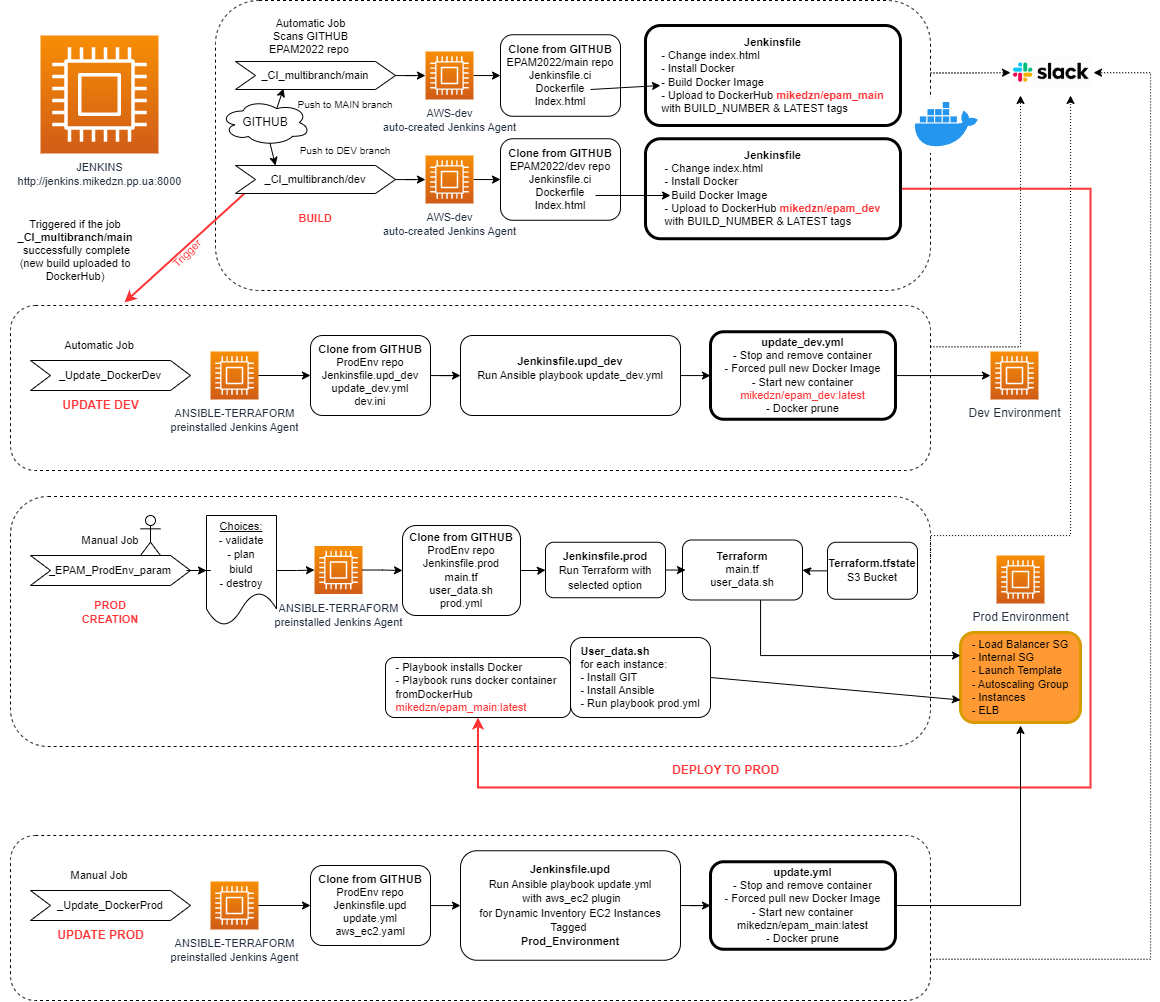 JENKINS
http://jenkins.mikedzn.pp.ua:8000
Automatic Job
Scans GITHUB
EPAM2022 repo
_CI_multibranch/main
Push to MAIN branch
GITHUB
Push to DEV branch
_CI_multibranch/dev
BUILD
AWS-dev
auto-created Jenkins Agent
AWS-dev
auto-created Jenkins Agent
Clone from GITHUB
EPAM2022/main repo
Jenkinsfile.ci
Dockerfile
Index.html
Clone from GITHUB
EPAM2022/dev repo
Jenkinsfile.ci
Dockerfile
Index.html
Jenkinsfile
- Change index.html
- Install Docker
- Build Docker Image
- Upload to DockerHub mikedzn/epam_main
with BUILD_NUMBER & LATEST tags
Jenkinsfile
- Change index.html
- Install Docker
- Build Docker Image
- Upload to DockerHub mikedzn/epam_dev
with BUILD_NUMBER & LATEST tags
slack
Triggered if the job
_CI_multibranch/main
successfully complete
(new build uploaded to
DockerHub)
Trigger
Automatic Job
_Update_DockerDev
UPDATE DEV
ANSIBLE-TERRAFORM
preinstalled Jenkins Agent
Clone from GITHUB
ProdEnv repo
Jenkinsfile.upd_dev
update_dev.yml
dev.ini
Jenkinsfile.upd_dev
Run Ansible playbook update_dev.yml
update_dev.yml
- Stop and remove container
- Forced pull new Docker Image
- Start new container
mikedzn/epam_dev:latest
- Docker prune
Dev Environment
Manual Job
_EPAM_ProdEnv_param
PROD
CREATION
Choices:
- validate
- plan
biuld
- destroy
ANSIBLE-TERRAFORM
preinstalled Jenkins Agent
Clone from GITHUB
ProdEnv repo
Jenkinsfile.prod
main.tf
user_data.sh
prod.yml
Jenkinsfile.prod
Run Terraform with
selected option
Terraform
main.tf
user_data.sh
Terraform.tfstate
S3 Bucket
Prod Environment
- Load Balancer SG
- Internal SG
- Launch Template
- Autoscaling Group
- Instances
- ELB
- Playbook installs Docker
- Playbook runs docker container
fromDockerHub
mikedzn/epam_main:latest
User_data.sh
for each instance:
- Install GIT
- Install Ansible
- Run playbook prod.yml
DEPLOY TO PROD
Manual Job
_Update_DockerProd
UPDATE PROD
ANSIBLE-TERRAFORM
preinstalled Jenkins Agent
Clone from GITHUB
ProdEnv repo
Jenkinsfile.upd
update.yml
aws_ec2.yaml
Jenkinsfile.upd
Run Ansible playbook update.yml
with aws_ec2 plugin
for Dynamic Inventory EC2 Instances
Tagged
Prod_Environment
update.yml
- Stop and remove container
- Forced pull new Docker Image
- Start new container
mikedzn/epam_main:latest
- Docker prune